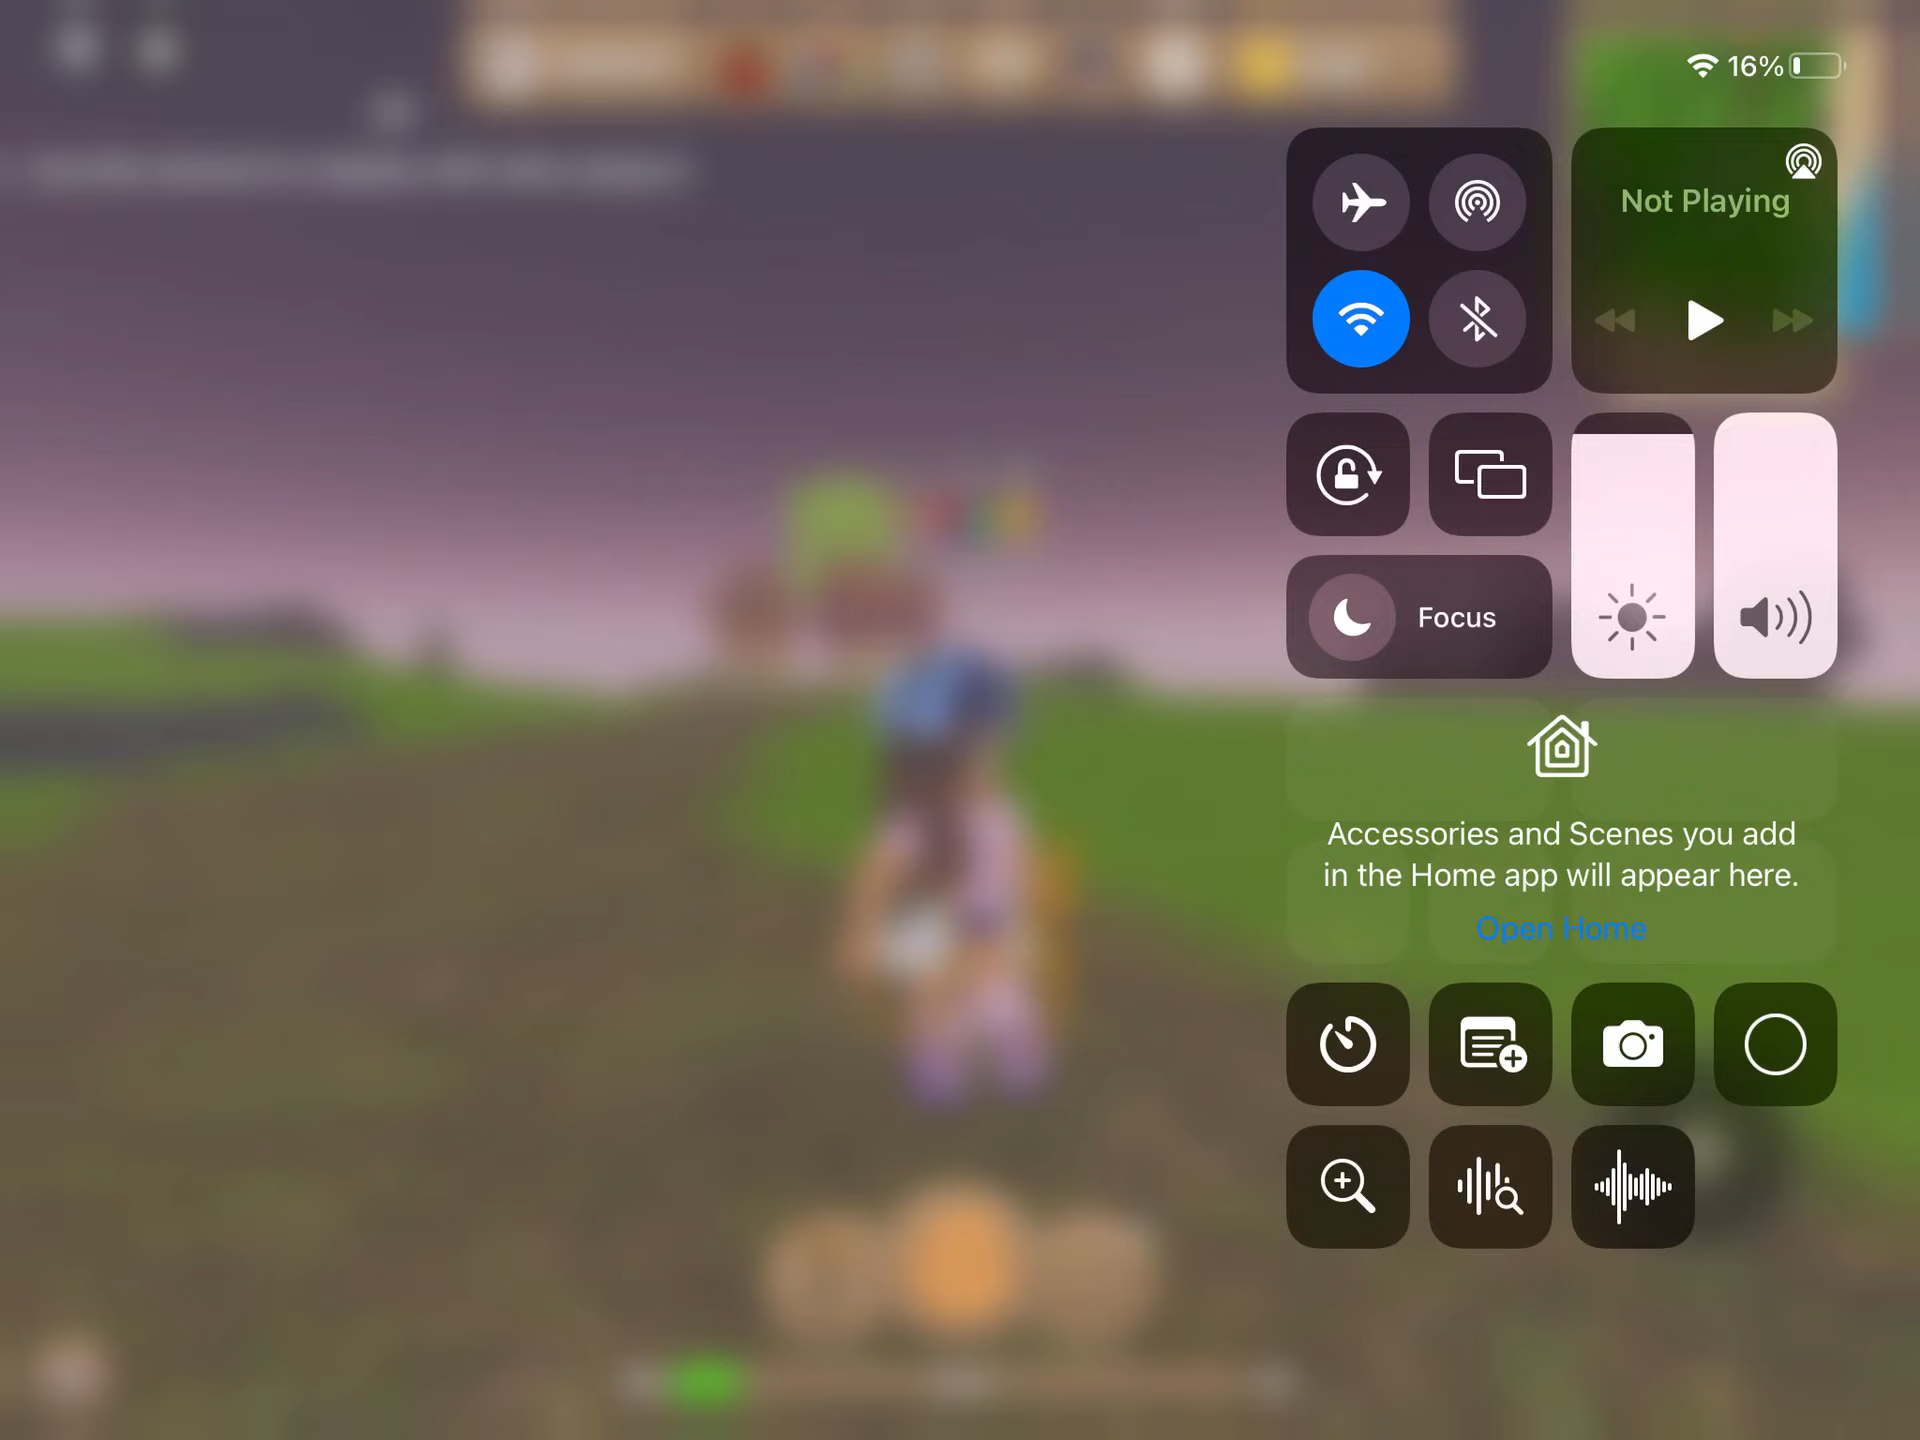 16%
Not Playing
Focus
Accessories and Scenes you add
in the Home app will appear here.
Open Home